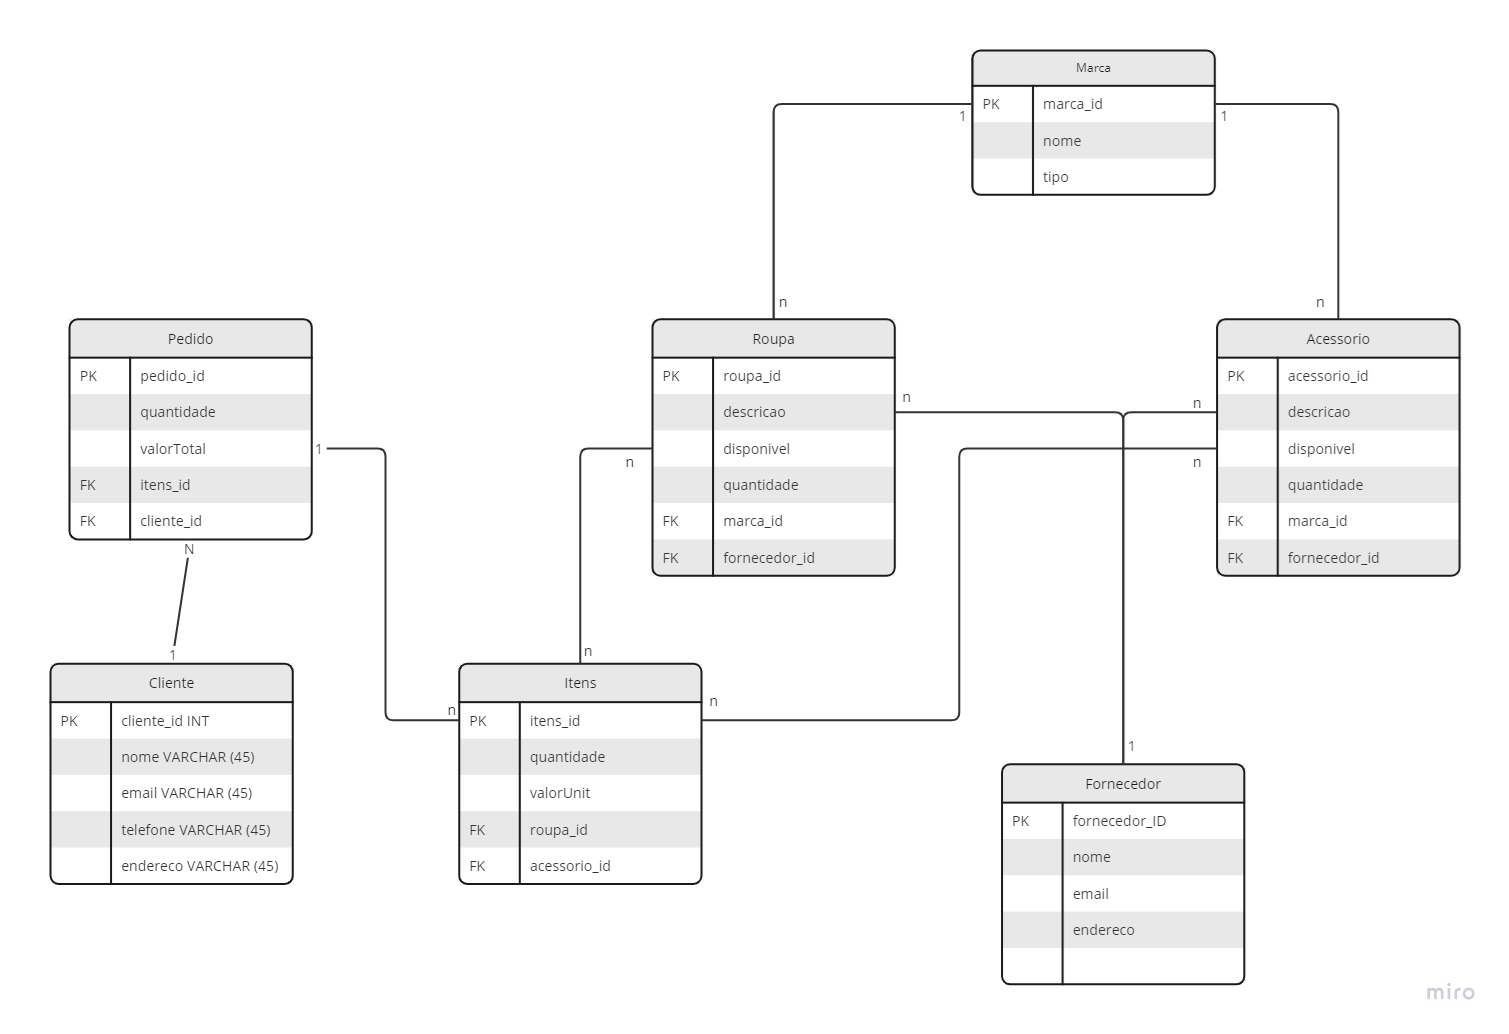 Marca
PK marca_id
nome
tipo
1
1
n
n
Pedido
PK pedido_id
quantidade
valorTotal
FK itens_id
FK cliente_id
1
N
1
Roupa
PK roupa_id
descricao
disponivel
quantidade
FK marca_id
FK fornecedor_id
n
n
Acessorio
PK acessorio_id
descricao
disponivel
quantidade
FK marca_id
FK fornecedor_id
n
n
Cliente
PK cliente_id INT
nome VARCHAR (45)
email VARCHAR (45)
telefone VARCHAR (45)
endereco VARCHAR (45)
n
n
n
Itens
PK itens_id
quantidade
valorUnit
FK roupa_id
FK acessorio_id
1
Fornecedor
PK fornecedor_ID
nome
email
endereco
miro